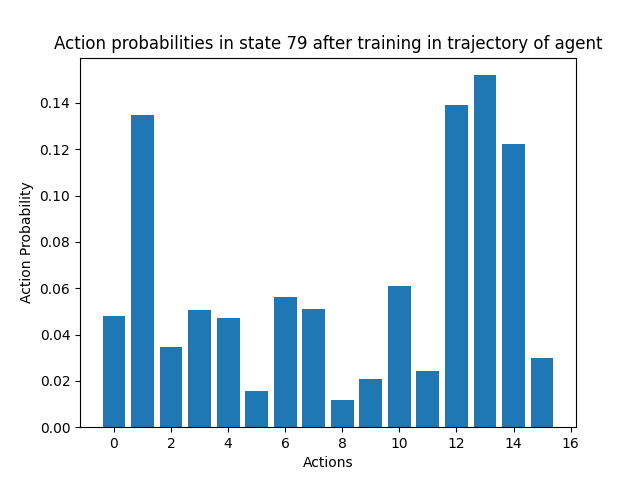 Action probabilities in state 79 after training in trajectory of agent
0.14
0.12
0.10
0.08
0.06
0.04
0.02
0.00
Action Probability
0 2 4 6 8 10 12 14 16
Actions